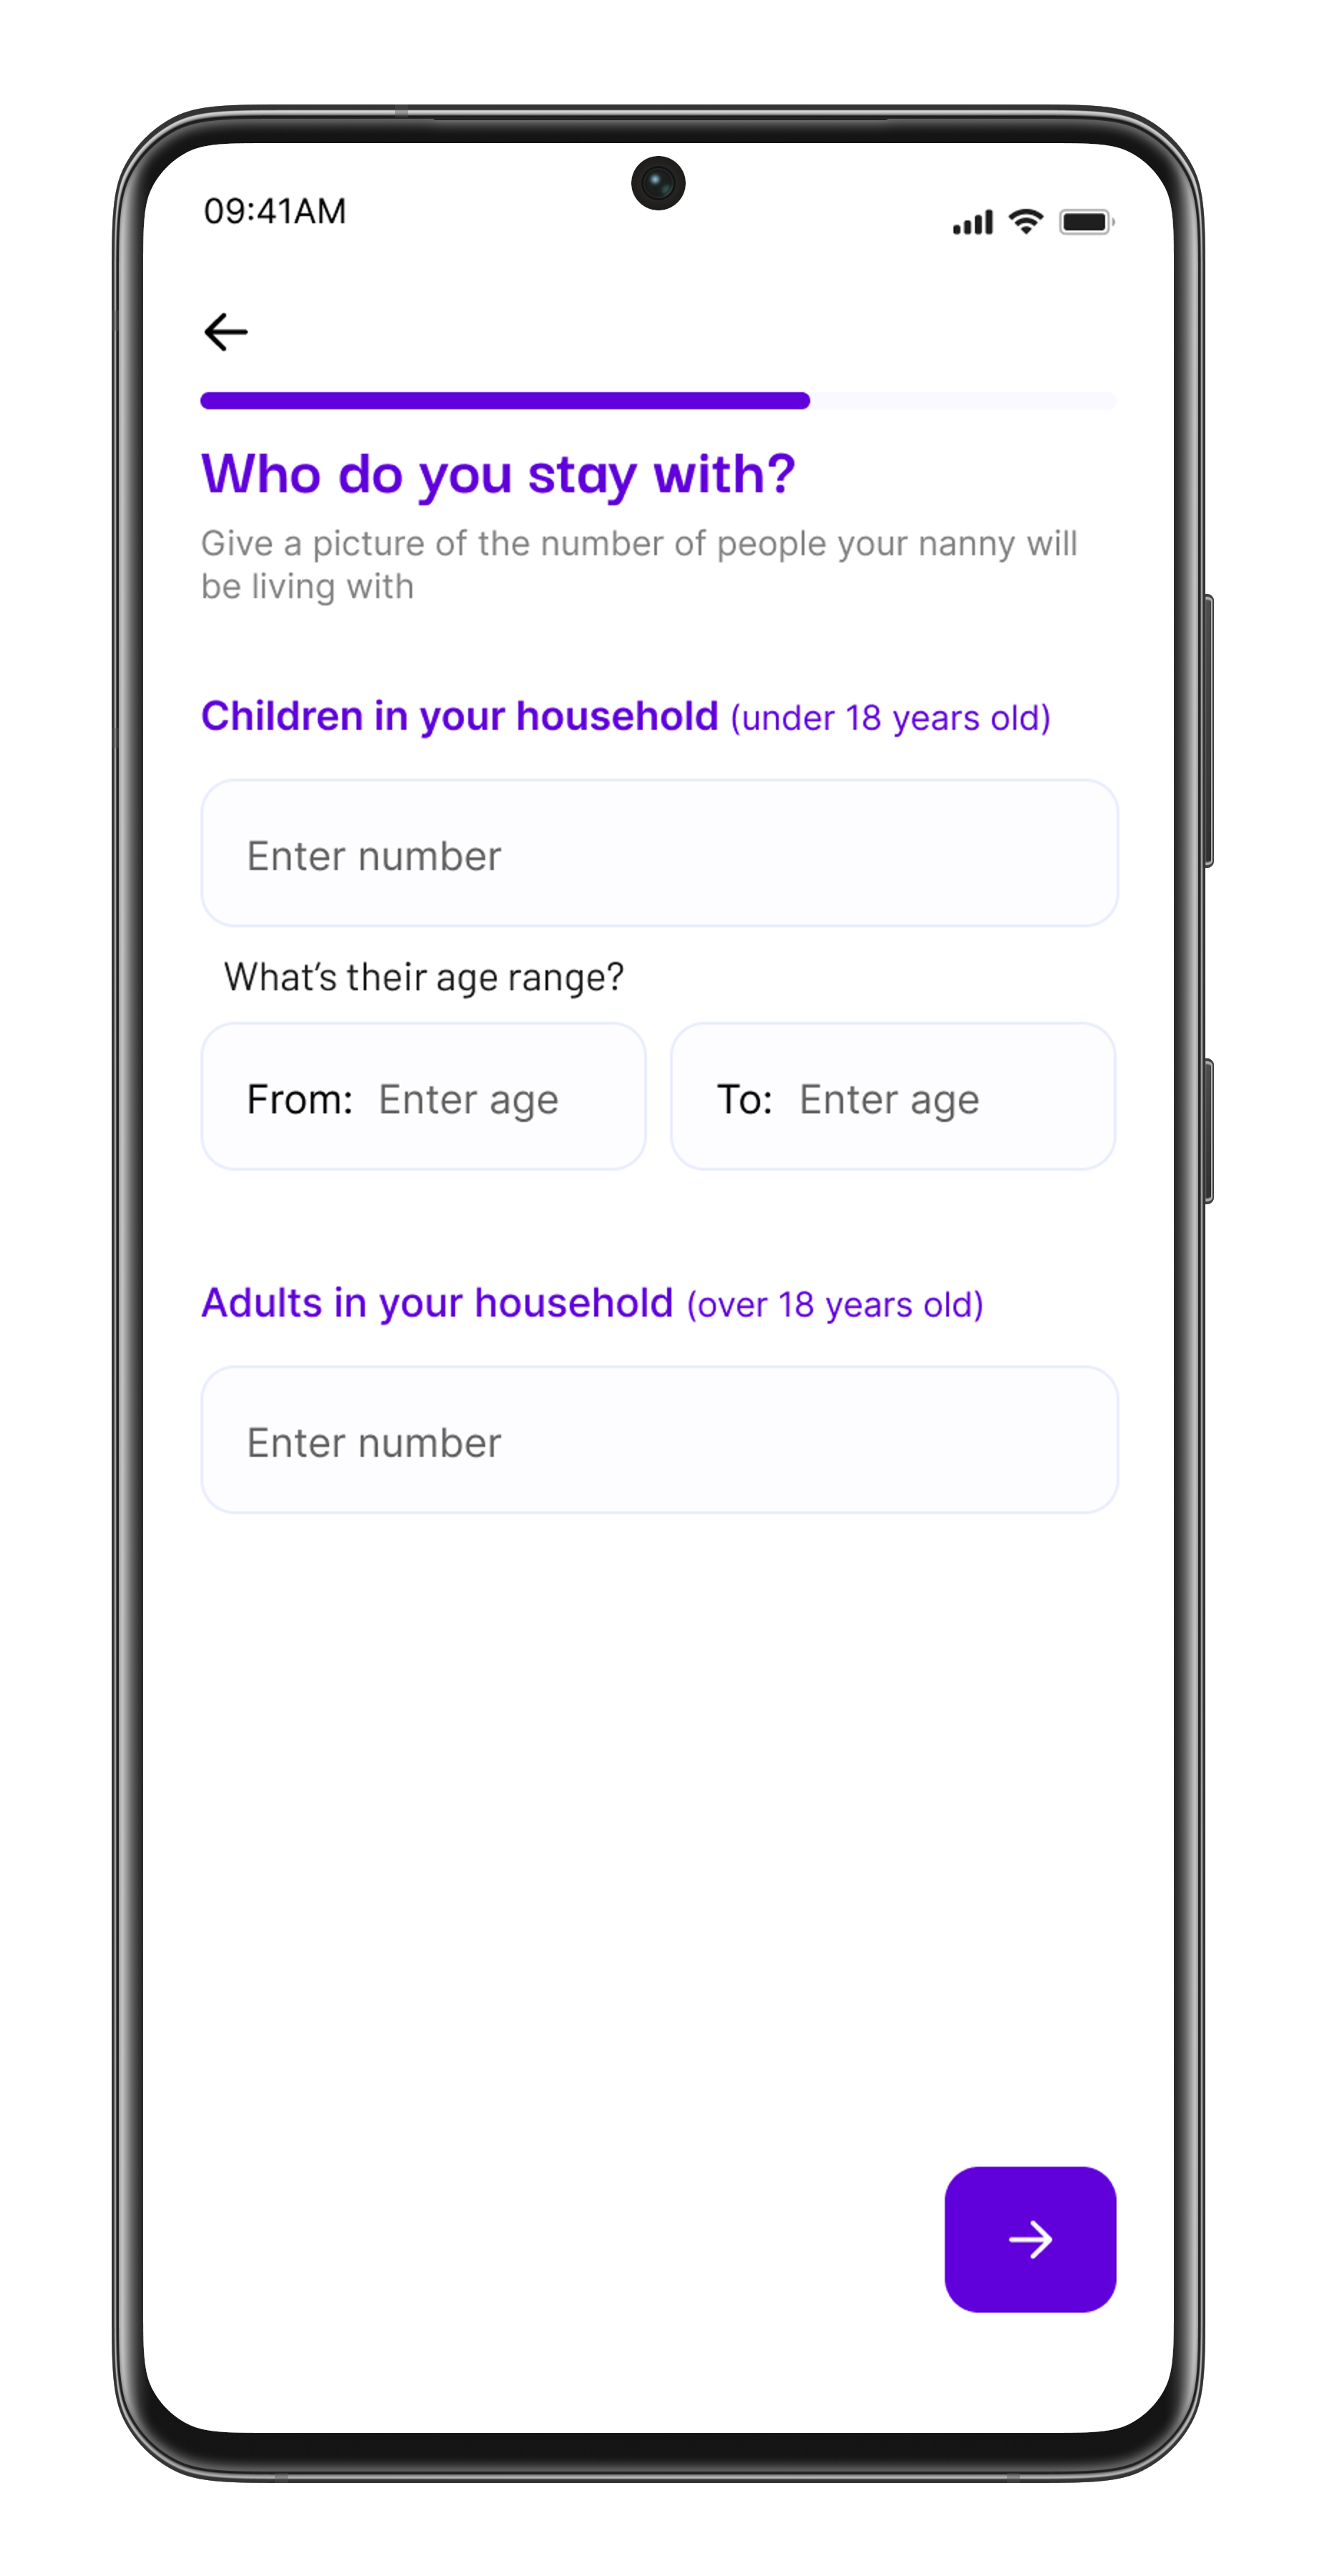 09:41AM
Who do you stay with?
Give a picture of the number of people your nanny will
be living with
Children in your household (under 18 years old)
Enter number
What's their age range?
From: Enter age
To: Enter age
Adults in your household (over 18 years old)
Enter number